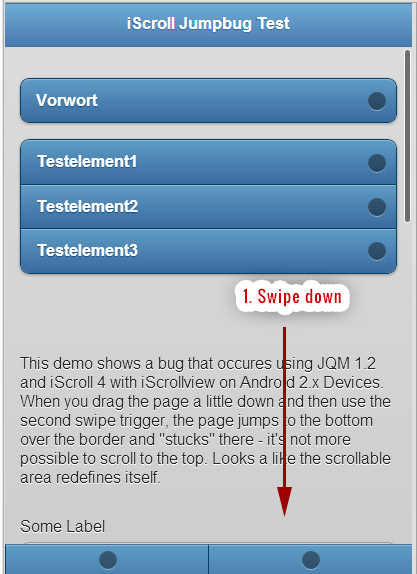 iScroll Jumpbug Test
Vorwort
Testelement1
Testelement2
Testelement3
1. Swipe down
This demo shows a bug that occures using JQM 1.2
and iScroll 4 with iScrollview on Android 2.x Devices.
When you drag the page a little down and then use the
second swipe trigger, the page jumps to the bottom
over the border and "stucks" there - it's not more
possible to scroll to the top. Looks a like the scrollable
area redefines itself.
Some Label